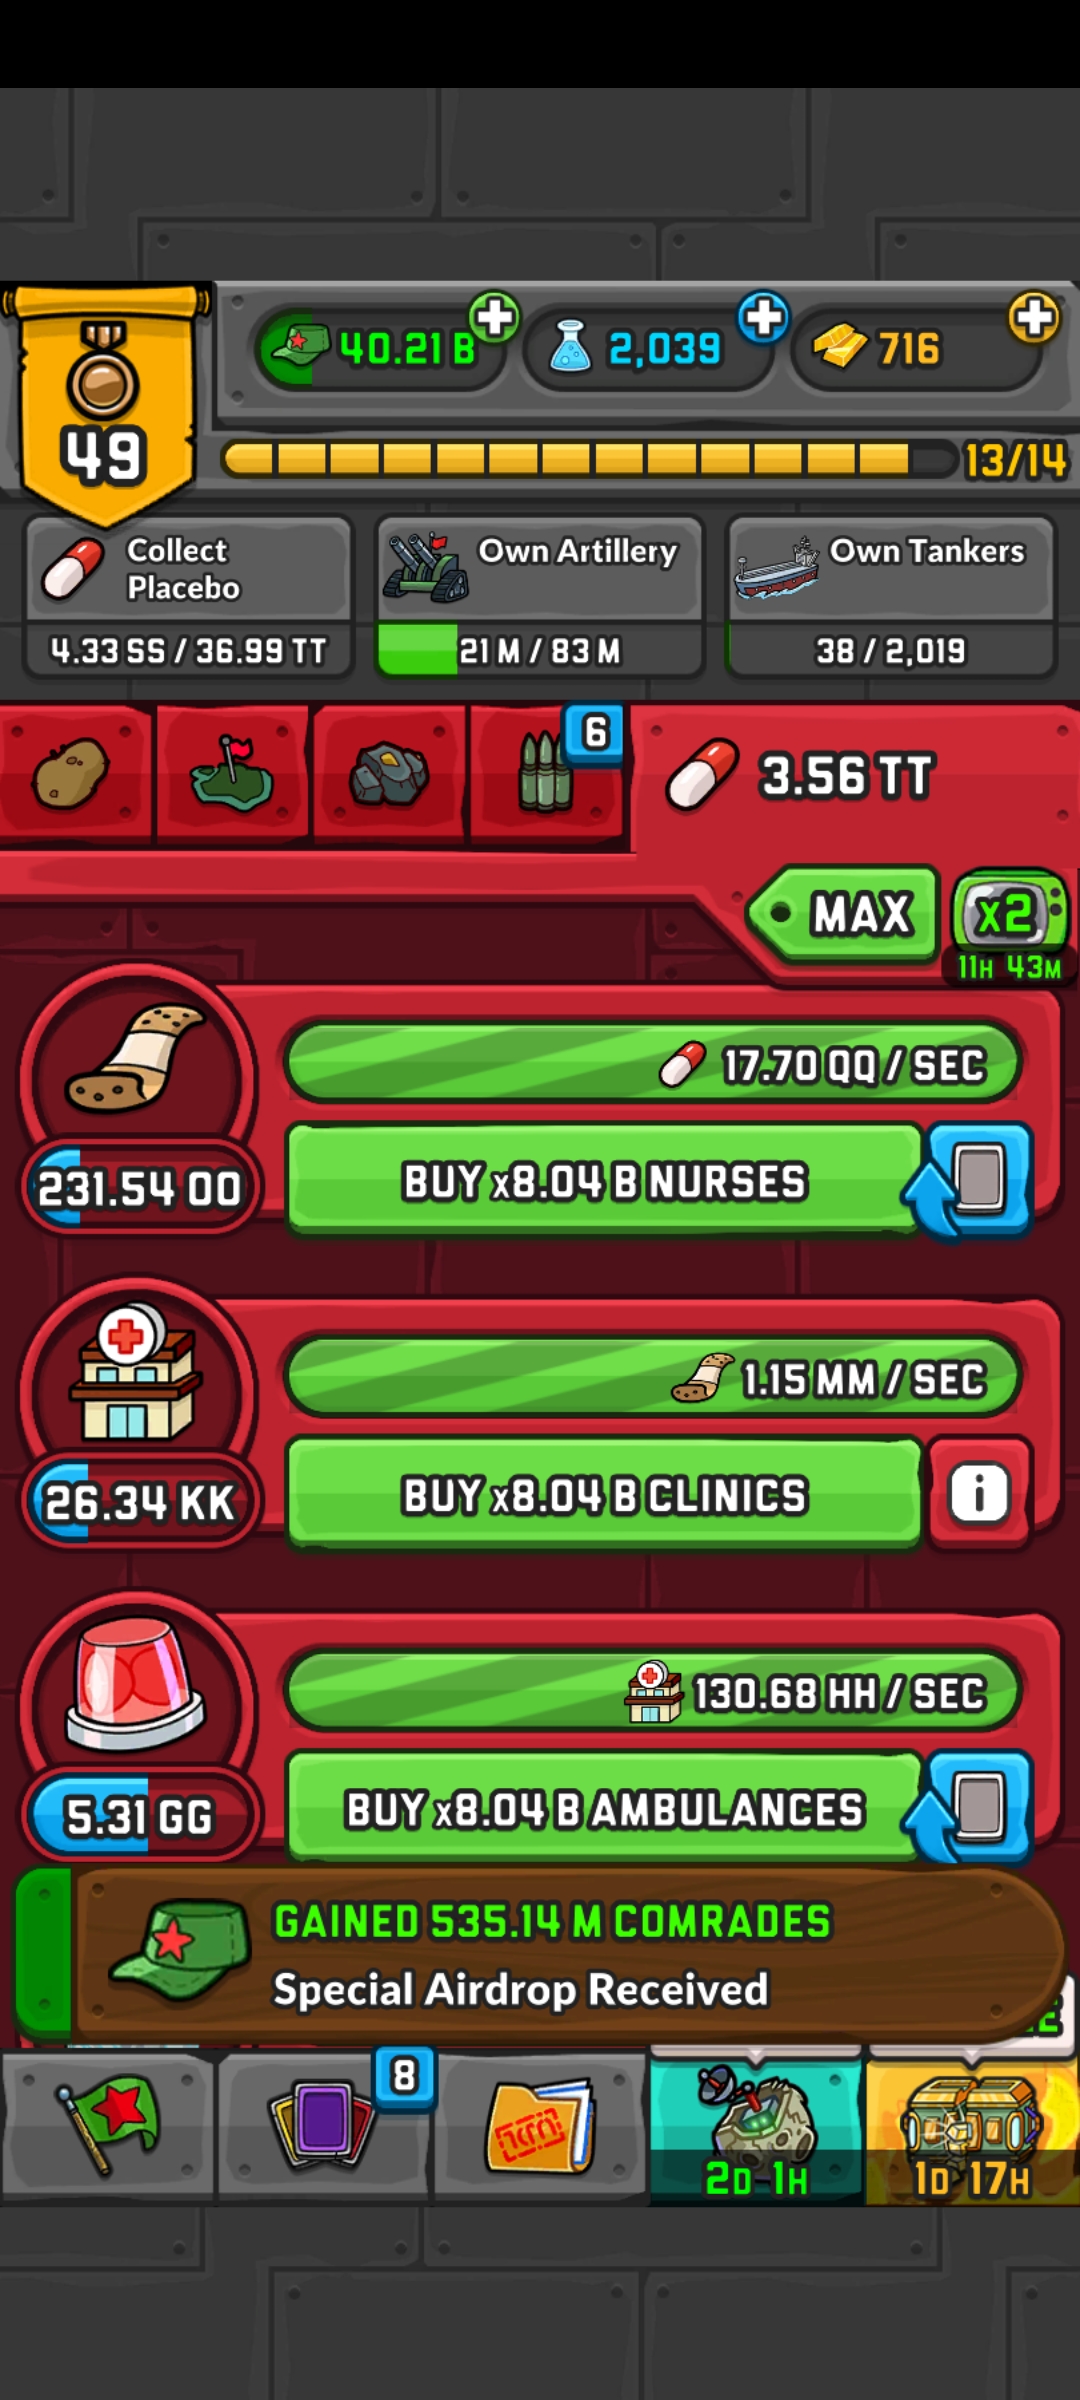 40.21 B
2,039
716
49
13/14
Collect
Placebo
4.33 SS / 36.99 TT
Own Artillery
21 M / 83 M
Own Tankers
38 / 2,019
6
3.56 TT
MAX
x2
11H 43M
17.70 QQ / SEC
231.54 OO
BUY x8.04 B NURSES
1.15 MM / SEC
26.34 KK
BUY x8.04 B CLINICS
i
130.68 HH / SEC
5.31 GG
BUY x8.04 B AMBULANCES
GAINED 535.14 M COMRADES
Special Airdrop Received
8
2D 1H
1D 17H